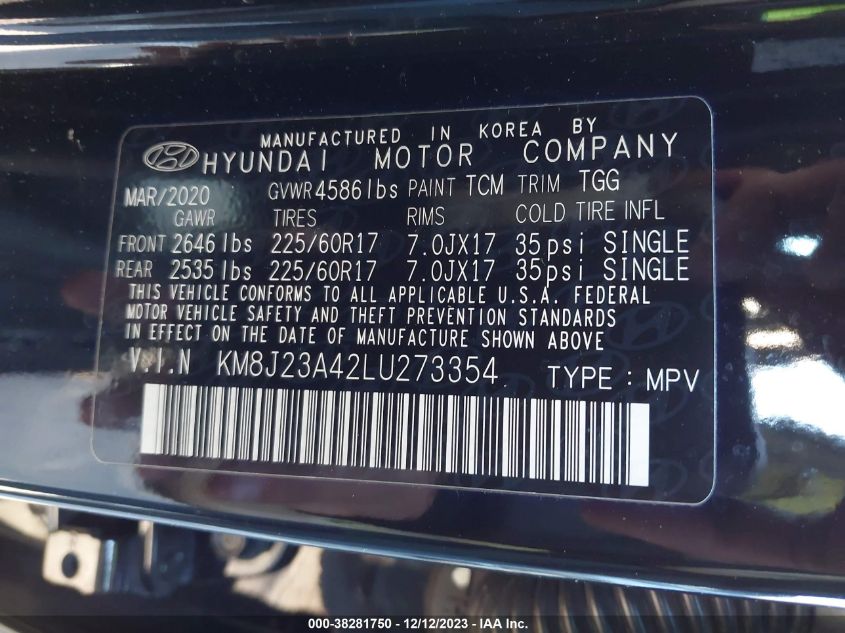 MANUFACTURED IN KOREA BY
HYUNDAI MOTOR COMPANY
MAR/2020 GVWR 4586 lbs PAINT TCM TRIM TGG
GAWR TIRES RIMS COLD TIRE INFL
FRONT 2646 lbs 225/60R17 7.0JX17 35psi SINGLE
REAR 2535 lbs 225/60R17 7.0JX17 35psi SINGLE
THIS VEHICLE CONFORMS TO ALL APPLICABLE U.S.A. FEDERAL
MOTOR VEHICLE SAFETY AND THEFT PREVENTION STANDARDS
IN EFFECT ON THE DATE OF MANUFACTURE SHOWN ABOVE
V.I.N KM8J23A42LU273354 TYPE : MPV
000-38281750 - 12/12/2023 - IAA Inc.